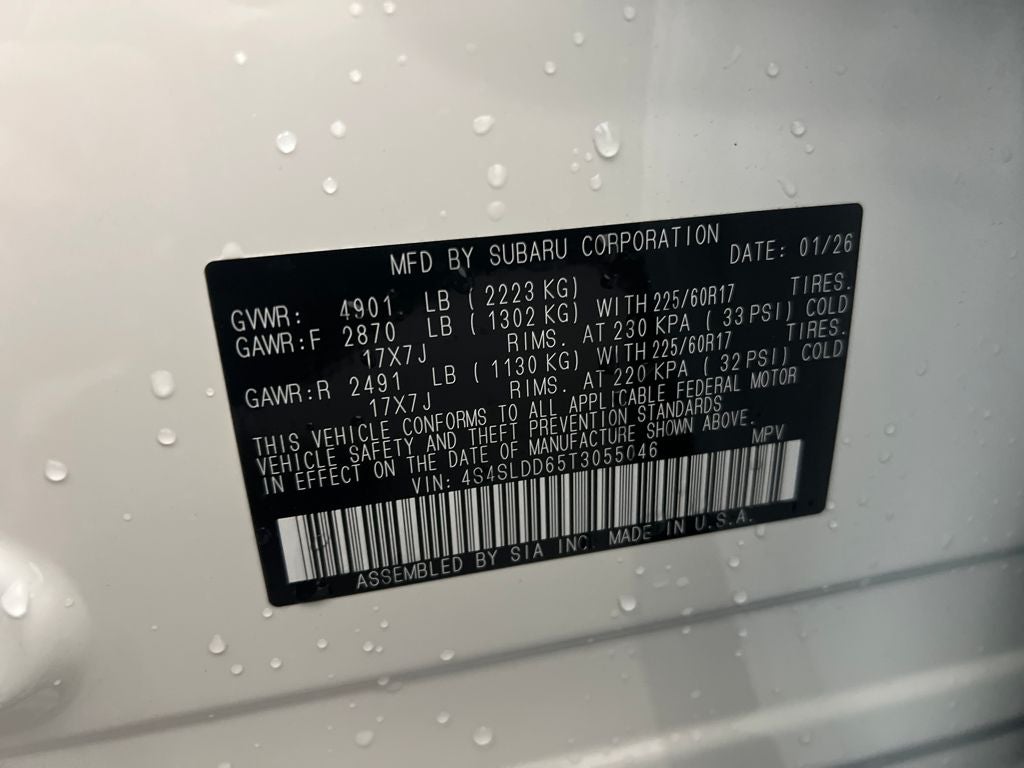 MFD BY SUBARU CORPORATION DATE: 01/26
GVWR: 4901 LB ( 2223 KG)
GAWR:F 2870 LB ( 1302 KG) WITH 225/60R17 TIRES.
17X7J RIMS. AT 230 KPA ( 33 PSI) COLD
GAWR:R 2491 LB ( 1130 KG) WITH 225/60R17 TIRES.
17X7J RIMS. AT 220 KPA ( 32 PSI) COLD
THIS VEHICLE CONFORMS TO ALL APPLICABLE FEDERAL MOTOR
VEHICLE SAFETY AND THEFT PREVENTION STANDARDS
IN EFFECT ON THE DATE OF MANUFACTURE SHOWN ABOVE.
VIN: 4S4SLDD65T3055046 MPV
ASSEMBLED BY SIA INC. MADE IN U.S.A.